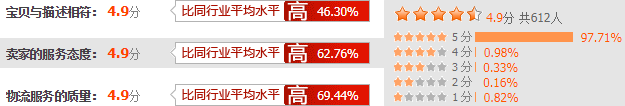 宝贝与描述相符： 4.9分 比同行业平均水平 高 46.30%
卖家的服务态度： 4.9分 比同行业平均水平 高 62.76%
物流服务的质量： 4.9分 比同行业平均水平 高 69.44%
4.9分 共612人
5 分 97.71%
4 分 0.98%
3 分 0.33%
2 分 0.16%
1 分 0.82%